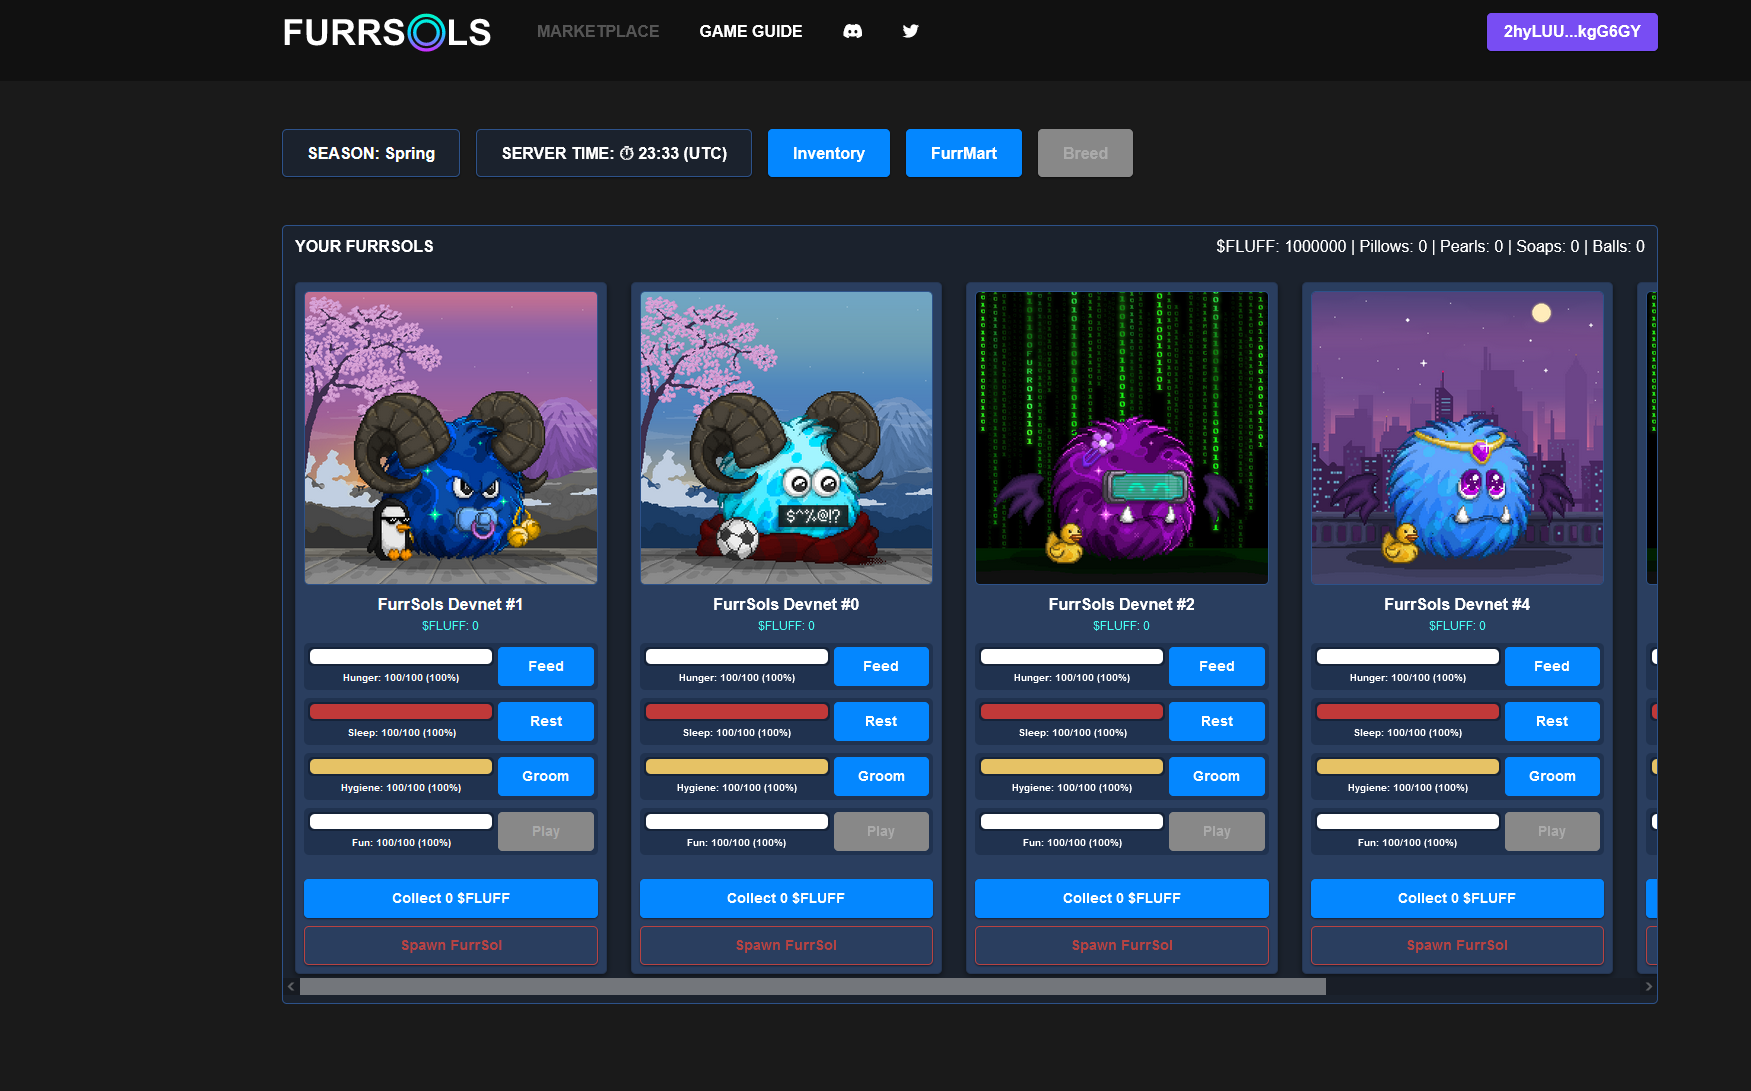 FURRSOLS MARKETPLACE GAME GUIDE 2hyLUU...kgG6GY
SEASON: Spring SERVER TIME: 23:33 (UTC) Inventory FurrMart Breed
YOUR FURRSOLS $FLUFF: 1000000 | Pillows: 0 | Pearls: 0 | Soaps: 0 | Balls: 0
$^%@!?
FurrSols Devnet #1 FurrSols Devnet #0 FurrSols Devnet #2 FurrSols Devnet #4
$FLUFF: 0 $FLUFF: 0 $FLUFF: 0 $FLUFF: 0
Feed Feed Feed Feed
Hunger: 100/100 (100%) Hunger: 100/100 (100%) Hunger: 100/100 (100%) Hunger: 100/100 (100%)
Rest Rest Rest Rest
Sleep: 100/100 (100%) Sleep: 100/100 (100%) Sleep: 100/100 (100%) Sleep: 100/100 (100%)
Groom Groom Groom Groom
Hygiene: 100/100 (100%) Hygiene: 100/100 (100%) Hygiene: 100/100 (100%) Hygiene: 100/100 (100%)
Play Play Play Play
Fun: 100/100 (100%) Fun: 100/100 (100%) Fun: 100/100 (100%) Fun: 100/100 (100%)
Collect 0 $FLUFF Collect 0 $FLUFF Collect 0 $FLUFF Collect 0 $FLUFF
Spawn FurrSol Spawn FurrSol Spawn FurrSol Spawn FurrSol